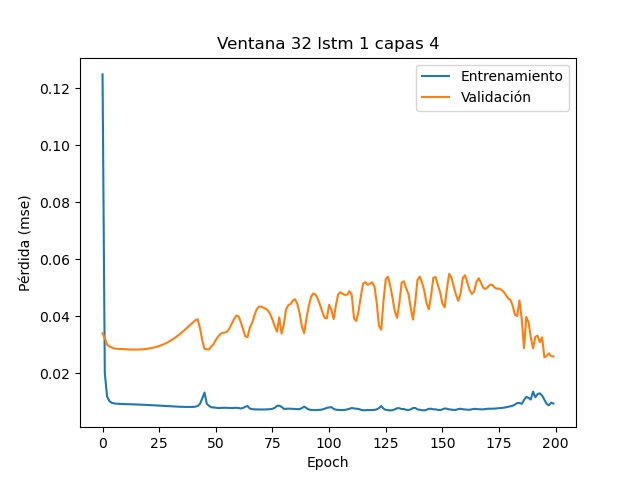 Ventana 32 lstm 1 capas 4
Entrenamiento
Validación
Pérdida (mse)
0.12
0.10
0.08
0.06
0.04
0.02
0 25 50 75 100 125 150 175 200
Epoch